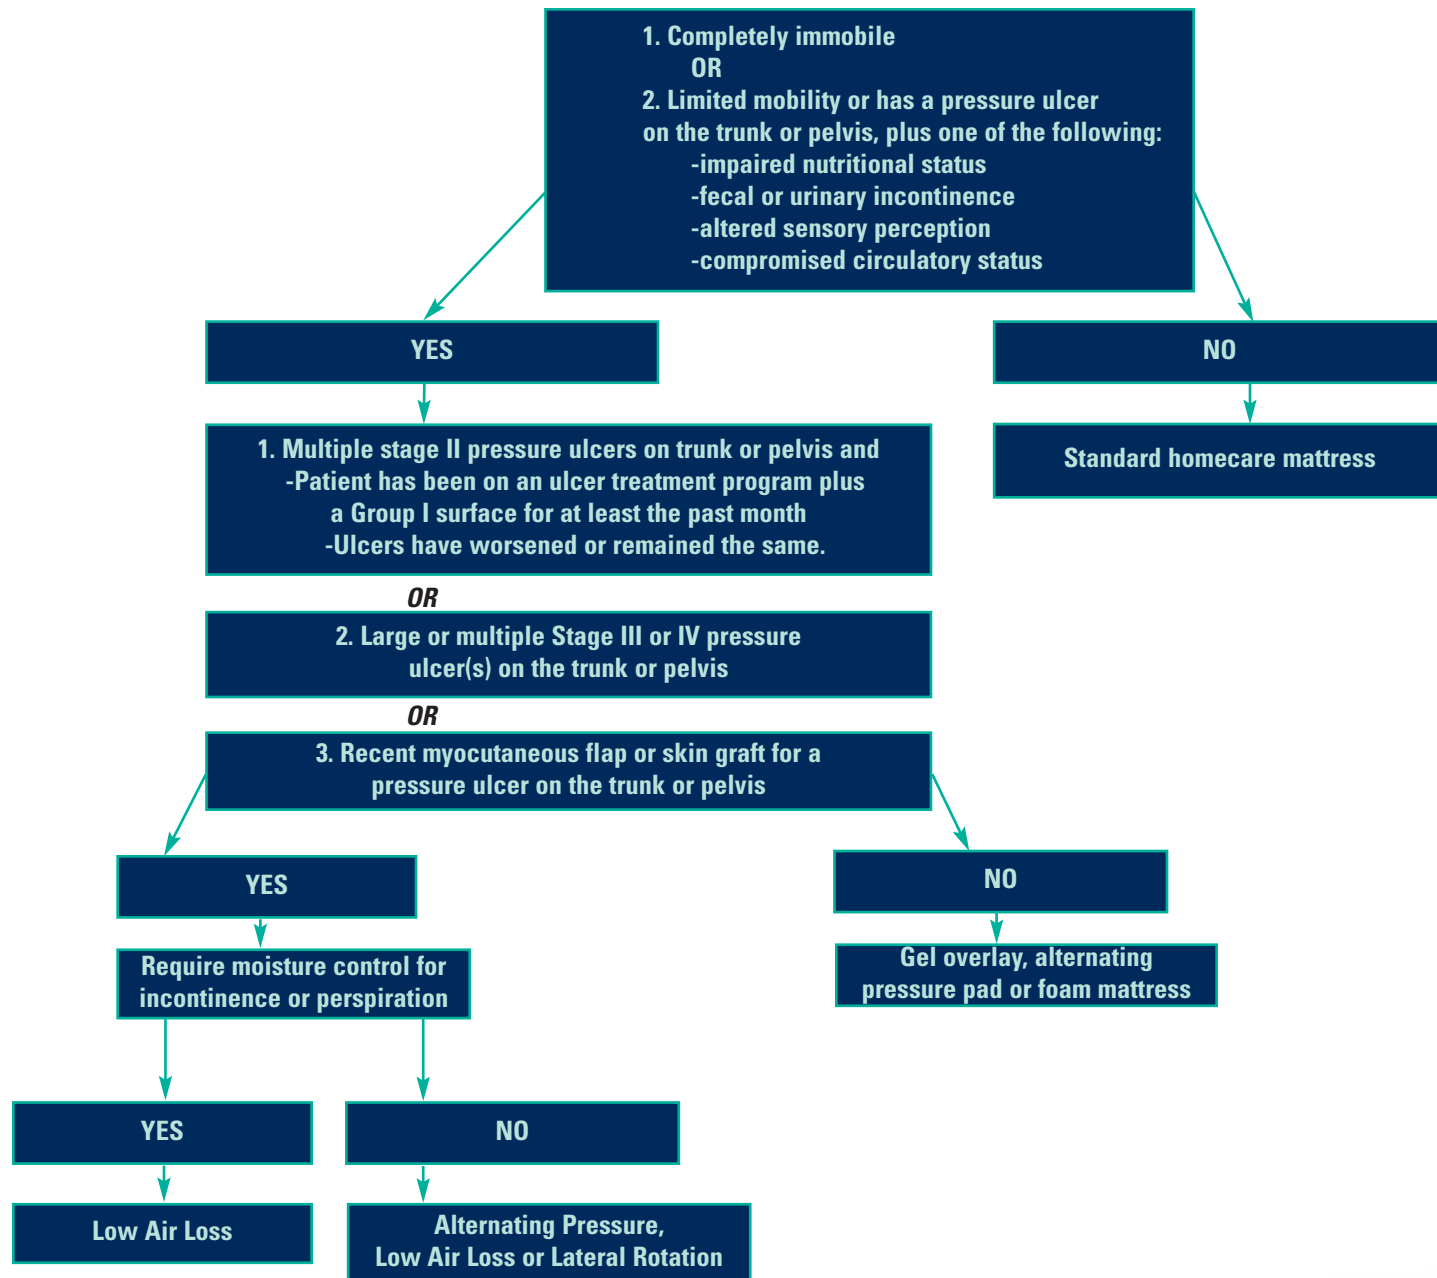 1. Completely immobile
OR
2. Limited mobility or has a pressure ulcer
on the trunk or pelvis, plus one of the following:
-impaired nutritional status
-fecal or urinary incontinence
-altered sensory perception
-compromised circulatory status
YES
NO
1. Multiple stage II pressure ulcers on trunk or pelvis and
-Patient has been on an ulcer treatment program plus
a Group I surface for at least the past month
-Ulcers have worsened or remained the same.
Standard homecare mattress
OR
2. Large or multiple Stage III or IV pressure
ulcer(s) on the trunk or pelvis
OR
3. Recent myocutaneous flap or skin graft for a
pressure ulcer on the trunk or pelvis
YES
NO
Require moisture control for
incontinence or perspiration
Gel overlay, alternating
pressure pad or foam mattress
YES
NO
Low Air Loss
Alternating Pressure,
Low Air Loss or Lateral Rotation